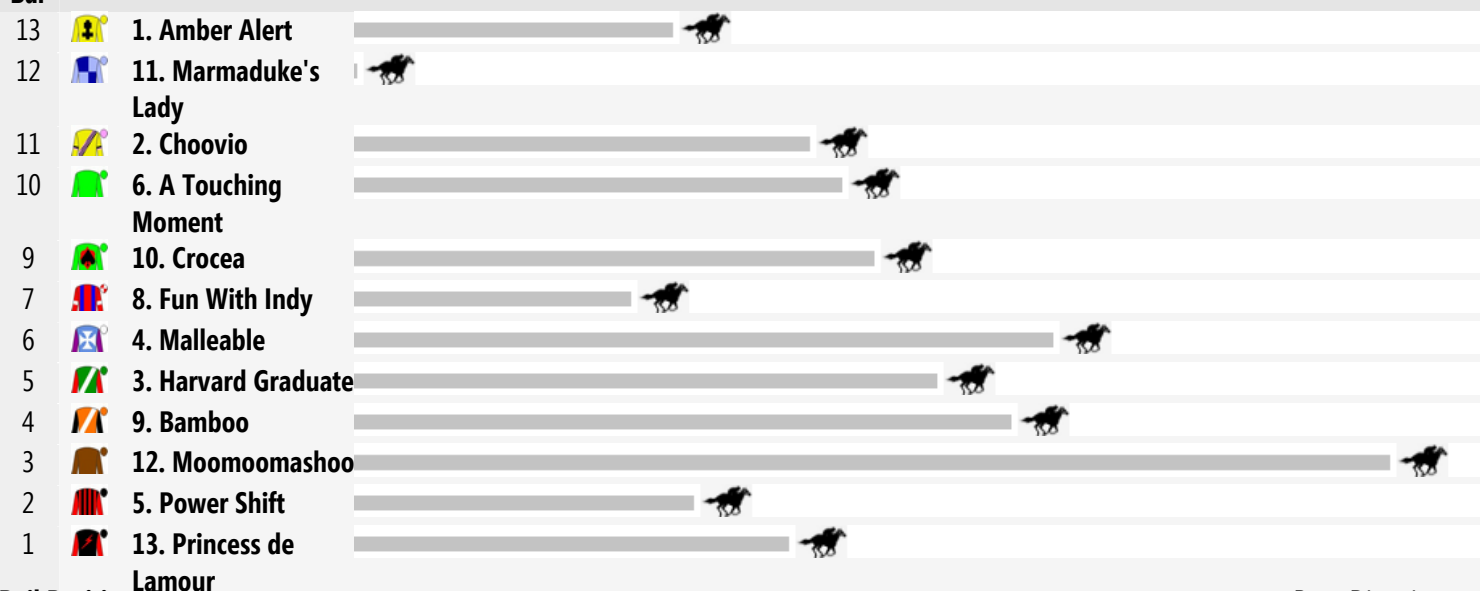 13 1. Amber Alert
12 11. Marmaduke's
Lady
11 2. Choovio
10 6. A Touching
Moment
9 10. Crocea
7 8. Fun With Indy
6 4. Malleable
5 3. Harvard Graduate
4 9. Bamboo
3 12. Moomoomashoo
2 5. Power Shift
1 13. Princess de
Lamour